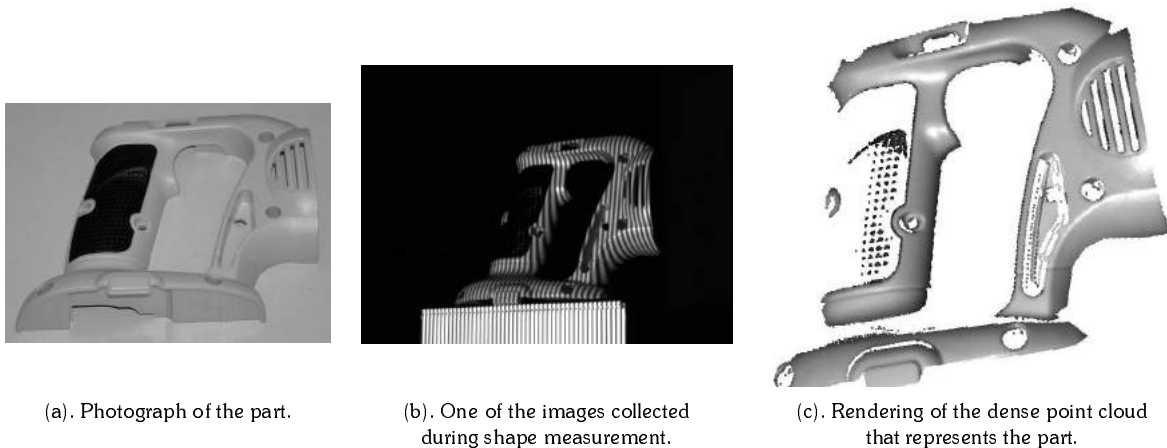 (a). Photograph of the part.
(b). One of the images collected
during shape measurement.
(c). Rendering of the dense point cloud
that represents the part.